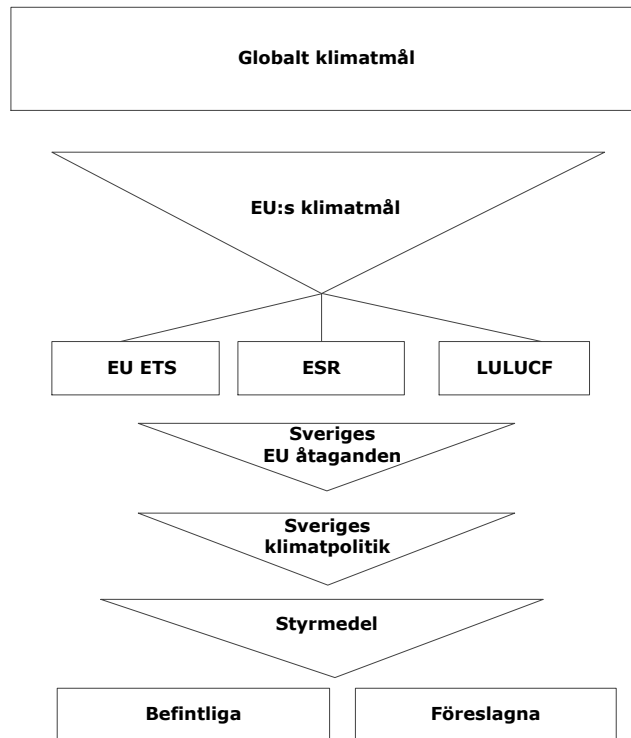 Globalt klimatmål
EU:s klimatmål
EU ETS
ESR
LULUCF
Sveriges
EU åtaganden
Sveriges
klimatpolitik
Styrmedel
Befintliga
Föreslagna